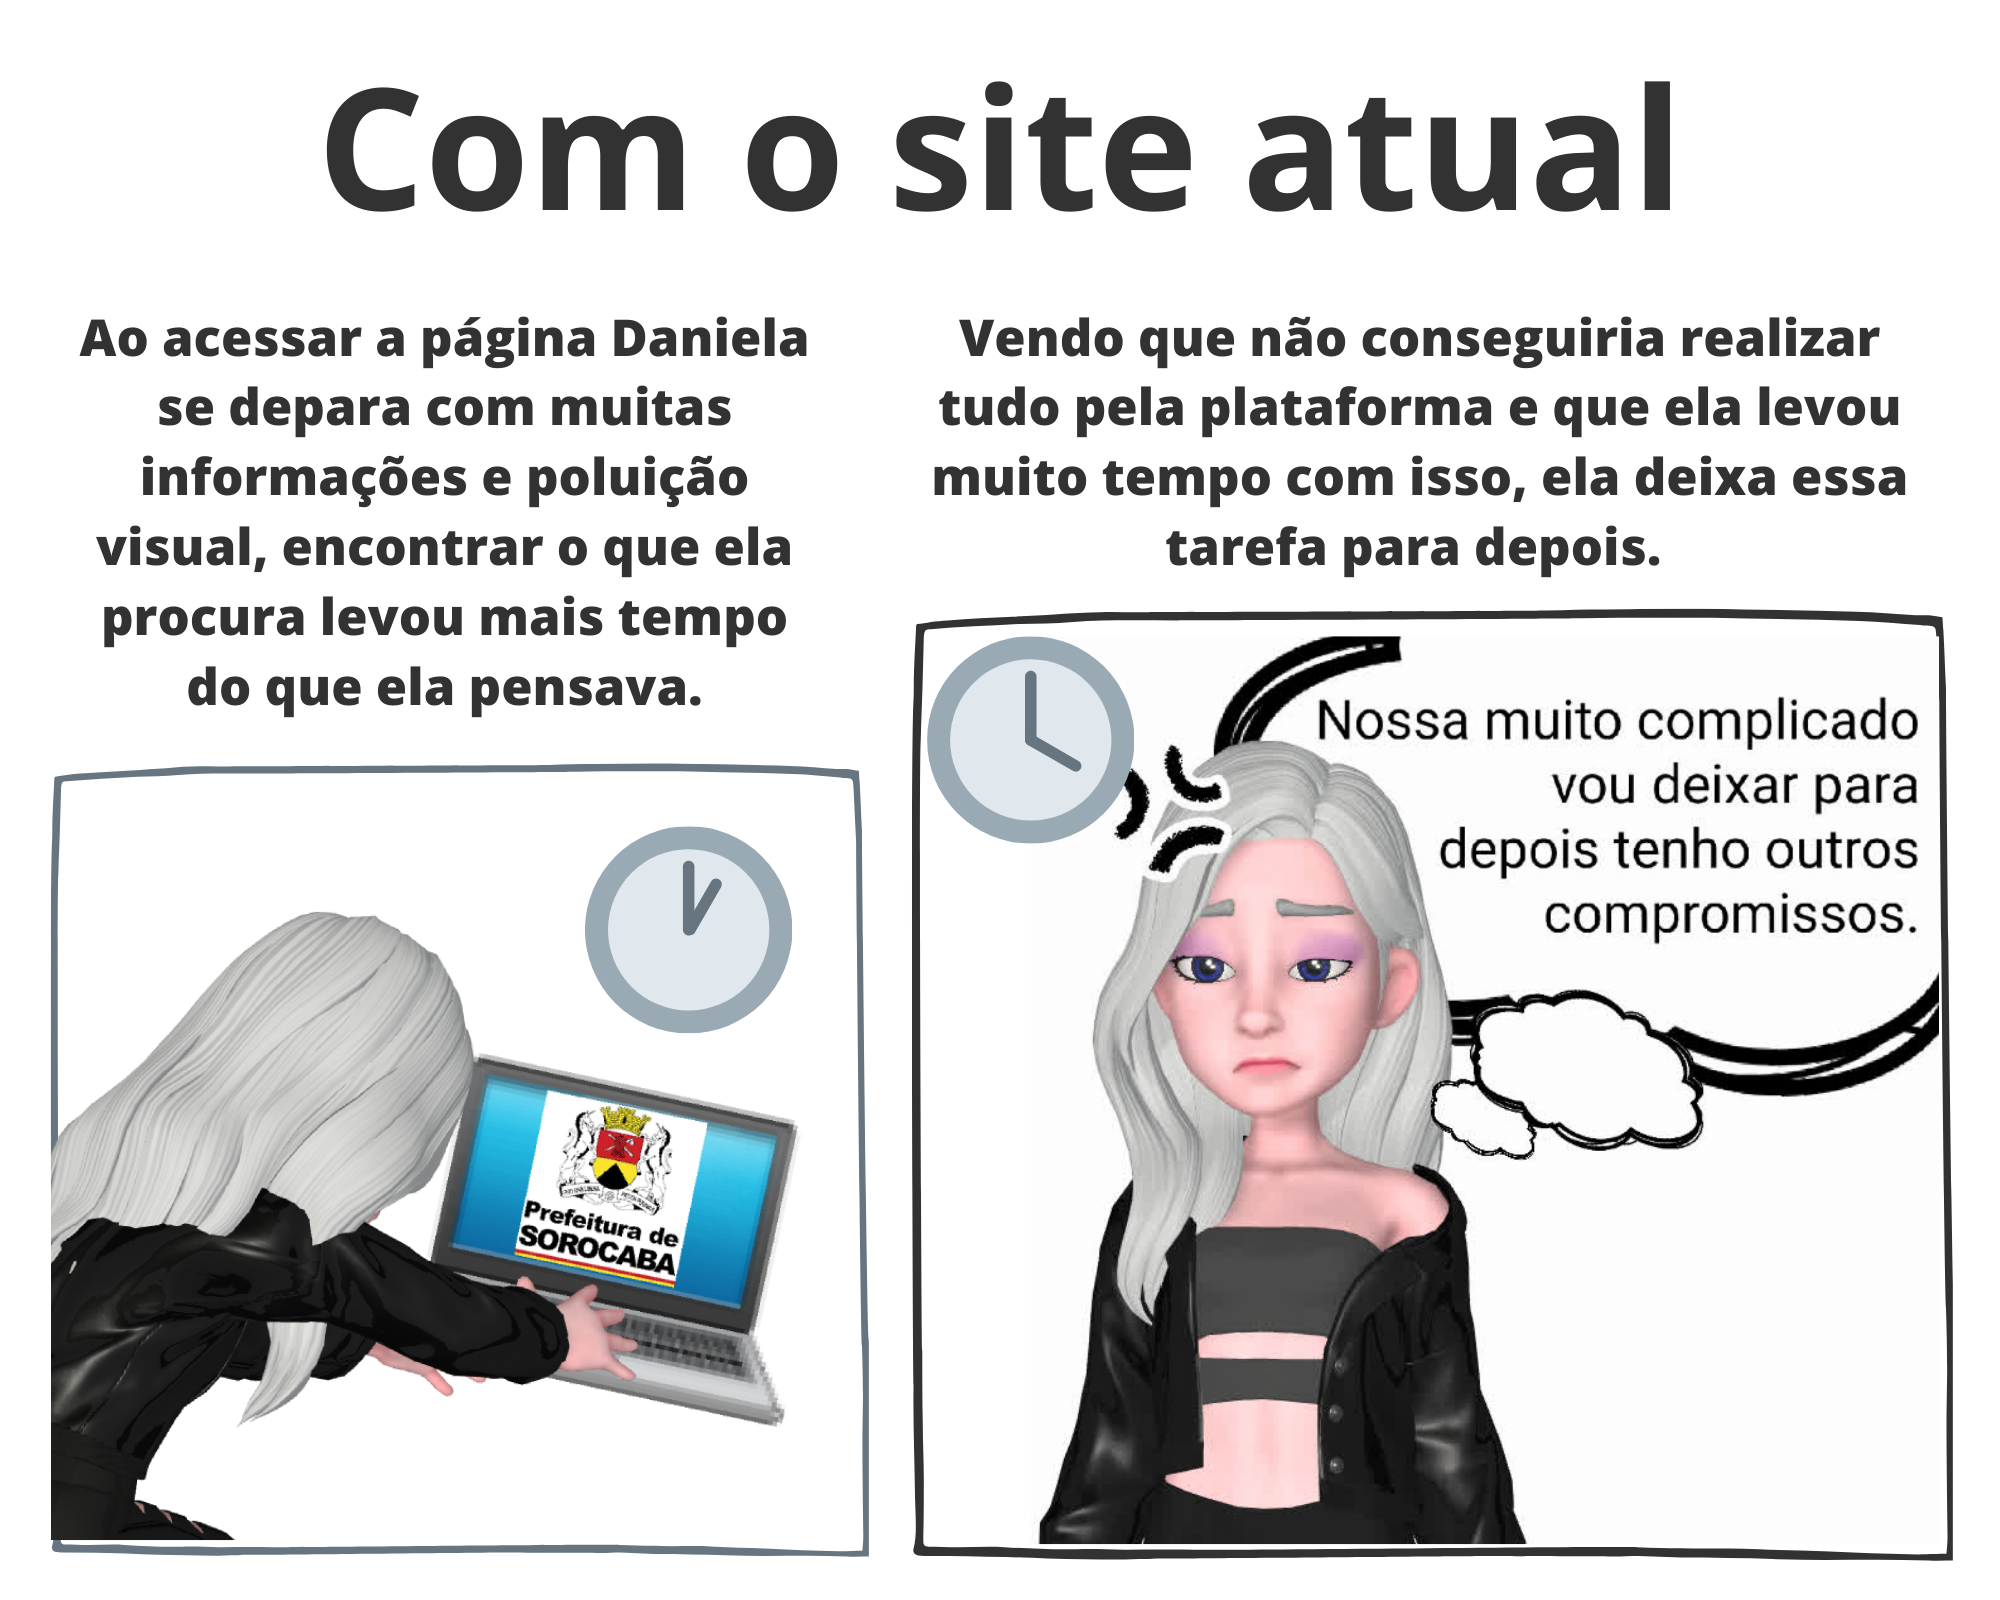 Com o site atual
Ao acessar a página Daniela
se depara com muitas
informações e poluição
visual, encontrar o que ela
procura levou mais tempo
do que ela pensava.
Vendo que não conseguiria realizar
tudo pela plataforma e que ela levou
muito tempo com isso, ela deixa essa
tarefa para depois.
Prefeitura de
SOROCABA
Nossa muito complicado
vou deixar para
depois tenho outros
compromissos.